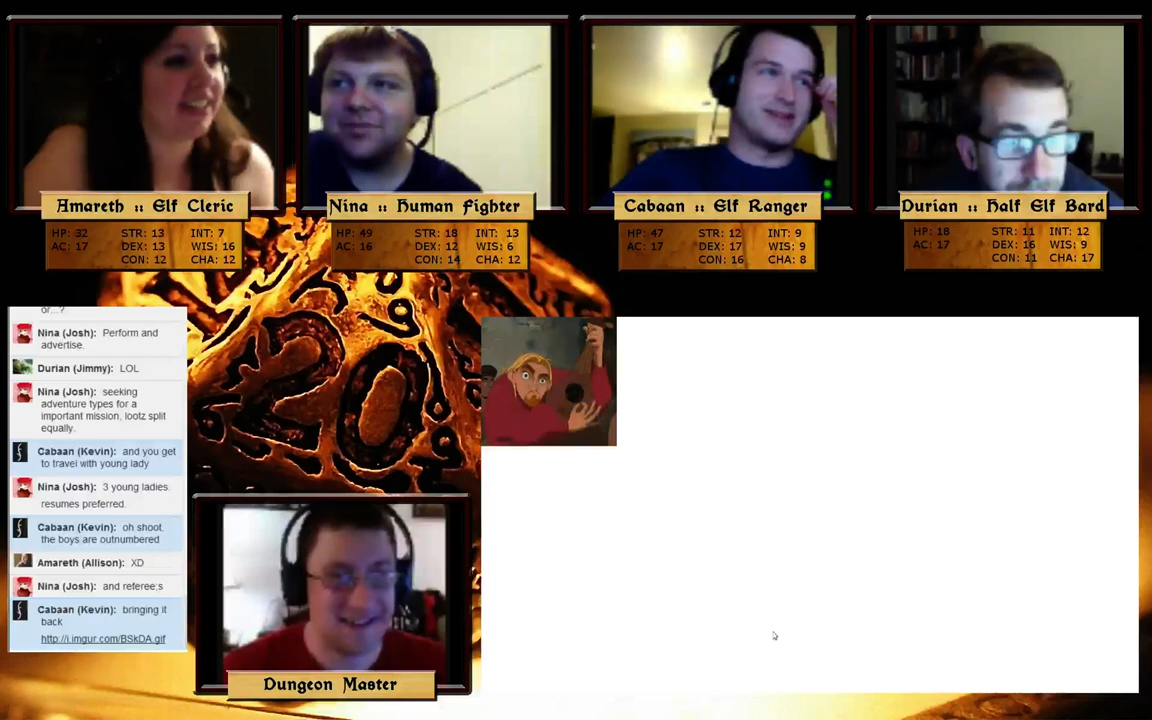 Amareth :: Elf Cleric
HP: 32 STR: 13 INT: 7
AC: 17 DEX: 13 WIS: 16
CON: 12 CHA: 12
Nina :: Human Fighter
HP: 49 STR: 18 INT: 13
AC: 16 DEX: 12 WIS: 6
CON: 14 CHA: 12
Cabaan :: Elf Ranger
HP: 47 STR: 12 INT: 9
AC: 17 DEX: 17 WIS: 9
CON: 16 CHA: 8
Durian :: Half Elf Bard
HP: 18 STR: 11 INT: 12
AC: 17 DEX: 16 WIS: 9
CON: 11 CHA: 17
or...?
Nina (Josh): Perform and
advertise.
Durian (Jimmy): LOL
Nina (Josh): seeking
adventure types for a
important mission, lootz split
equally.
Cabaan (Kevin): and you get
to travel with young lady
Nina (Josh): 3 young ladies.
resumes preferred.
Cabaan (Kevin): oh shoot.
the boys are outnumbered
Amareth (Allison): XD
Nina (Josh): and referee;s
Cabaan (Kevin): bringing it
back
http://i.imgur.com/BSkDA.gif
20
Dungeon Master